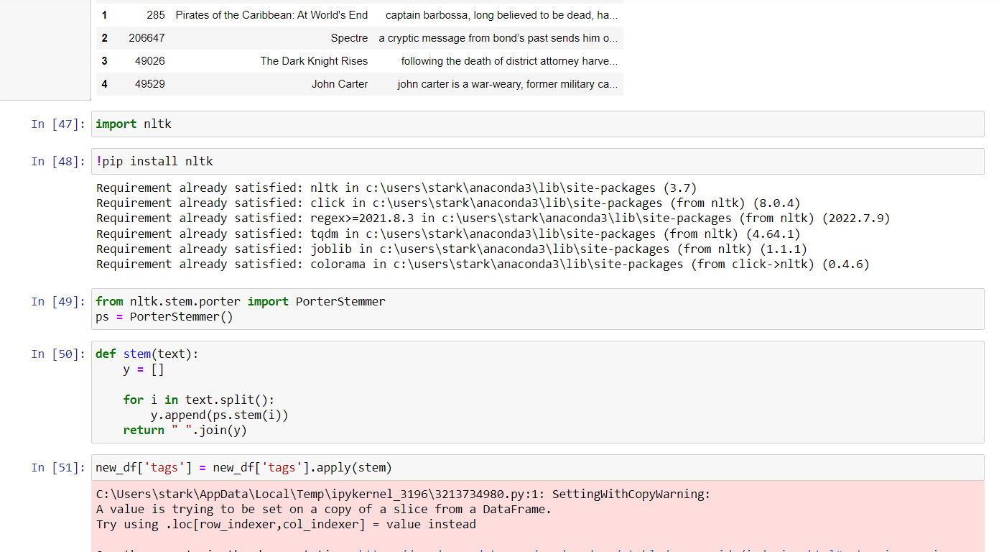 1 285 Pirates of the Caribbean: At World's End captain barbossa, long believed to be dead, ha...
2 206647 Spectre a cryptic message from bond’s past sends him o...
3 49026 The Dark Knight Rises following the death of district attorney harve...
4 49529 John Carter john carter is a war-weary, former military ca...
In [47]: import nltk
In [48]: !pip install nltk
Requirement already satisfied: nltk in c:\users\stark\anaconda3\lib\site-packages (3.7)
Requirement already satisfied: click in c:\users\stark\anaconda3\lib\site-packages (from nltk) (8.0.4)
Requirement already satisfied: regex>=2021.8.3 in c:\users\stark\anaconda3\lib\site-packages (from nltk) (2022.7.9)
Requirement already satisfied: tqdm in c:\users\stark\anaconda3\lib\site-packages (from nltk) (4.64.1)
Requirement already satisfied: joblib in c:\users\stark\anaconda3\lib\site-packages (from nltk) (1.1.1)
Requirement already satisfied: colorama in c:\users\stark\anaconda3\lib\site-packages (from click->nltk) (0.4.6)
In [49]: from nltk.stem.porter import PorterStemmer
ps = PorterStemmer()
In [50]: def stem(text):
y = []
for i in text.split():
y.append(ps.stem(i))
return " ".join(y)
In [51]: new_df['tags'] = new_df['tags'].apply(stem)
C:\Users\stark\AppData\Local\Temp\ipykernel_3196\3213734980.py:1: SettingWithCopyWarning:
A value is trying to be set on a copy of a slice from a DataFrame.
Try using .loc[row_indexer,col_indexer] = value instead